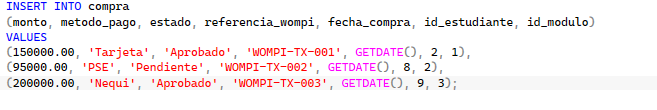 INSERT INTO compra
(monto, metodo_pago, estado, referencia_wompi, fecha_compra, id_estudiante, id_modulo)
VALUES
(150000.00, 'Tarjeta', 'Aprobado', 'WOMPI-TX-001', GETDATE(), 2, 1),
(95000.00, 'PSE', 'Pendiente', 'WOMPI-TX-002', GETDATE(), 8, 2),
(200000.00, 'Nequi', 'Aprobado', 'WOMPI-TX-003', GETDATE(), 9, 3);